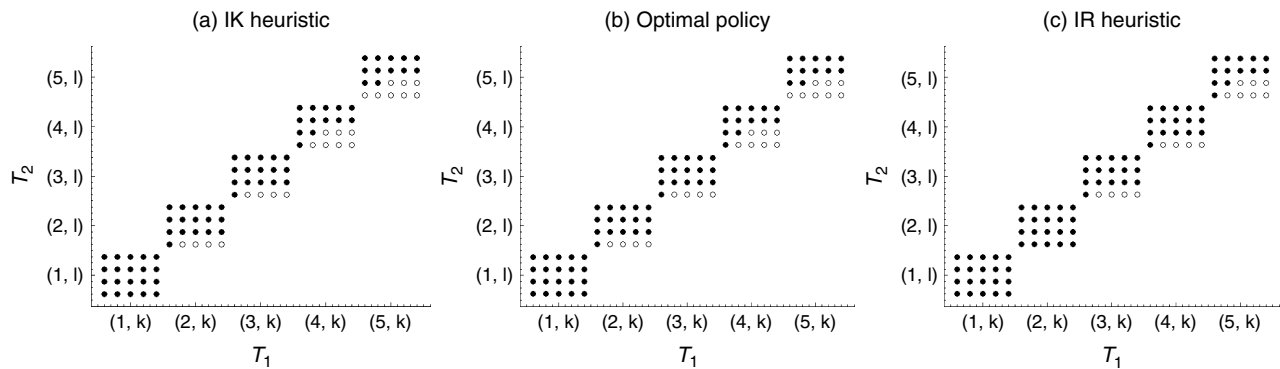 (a) IK heuristic
(b) Optimal policy
(c) IR heuristic
(5, l)
(4, l)
(3, l)
(2, l)
(1, l)
T2
(1, k) (2, k) (3, k) (4, k) (5, k)
T1
(5, l)
(4, l)
(3, l)
(2, l)
(1, l)
T2
(1, k) (2, k) (3, k) (4, k) (5, k)
T1
(5, l)
(4, l)
(3, l)
(2, l)
(1, l)
T2
(1, k) (2, k) (3, k) (4, k) (5, k)
T1